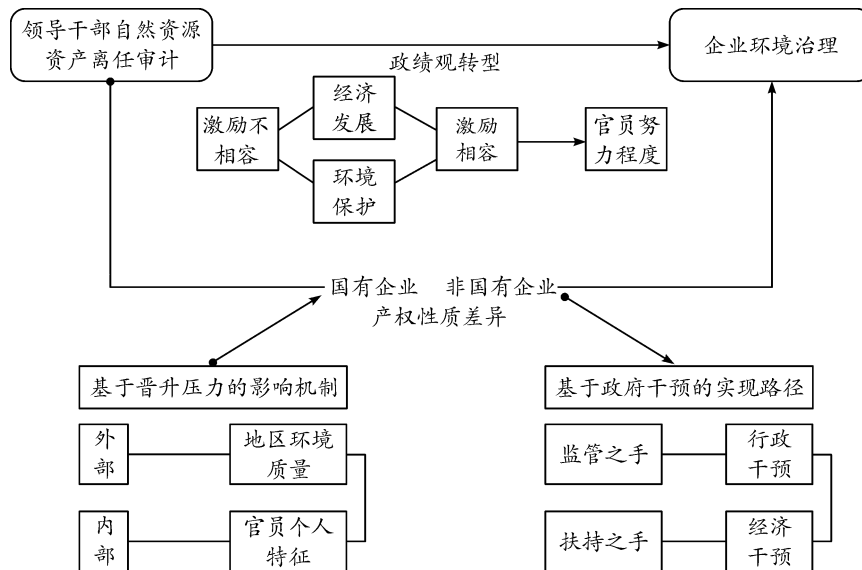 领导干部自然资源
资产离任审计
政绩观转型
企业环境治理
激励不
相容
经济
发展
环境
保护
激励
相容
官员努
力程度
国有企业 非国有企业
产权性质差异
基于晋升压力的影响机制
外
部
地区环境
质量
内
部
官员个人
特征
基于政府干预的实现路径
监管之手
行政
干预
扶持之手
经济
干预